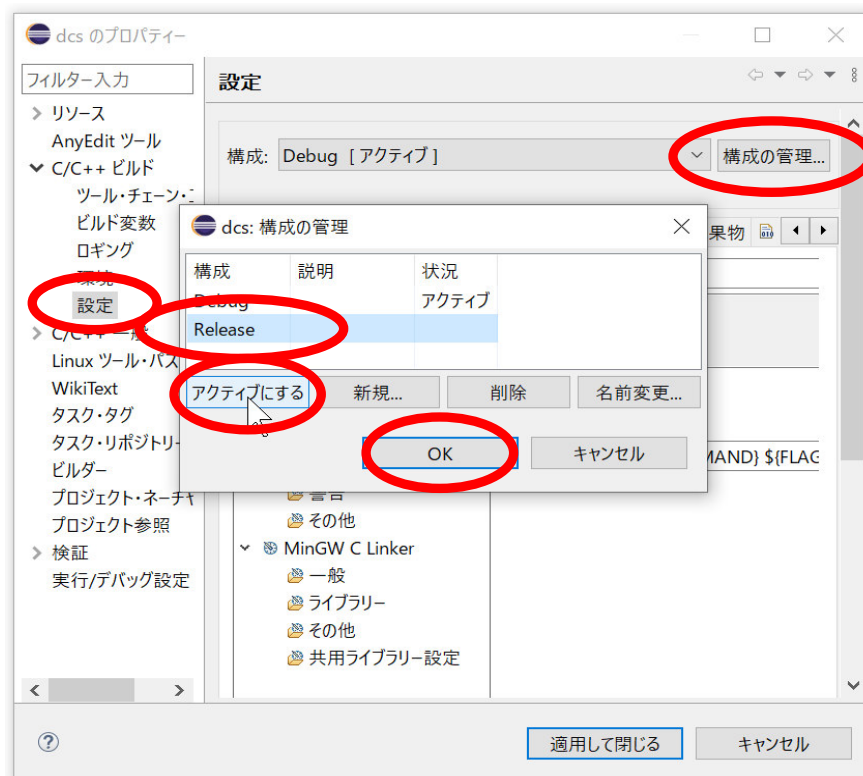 dcs のプロパティー
フィルター入力
設定
リソース
AnyEdit ツール
C/C++ ビルド
ツール・チェーン・
ビルド変数
ロギング
環境
設定
C/C++ 一般
Linux ツール・パス
WikiText
タスク・タグ
タスク・リポジトリー
ビルダー
プロジェクト・ネーチャ
プロジェクト参照
検証
実行/デバッグ設定
構成: Debug [ アクティブ ]
構成の管理...
果物
dcs: 構成の管理
構成 説明 状況
Debug アクティブ
Release
アクティブにする 新規... 削除 名前変更...
OK キャンセル
MAND} ${FLAG
警告
その他
MinGW C Linker
一般
ライブラリー
その他
共用ライブラリー設定
適用して閉じる キャンセル